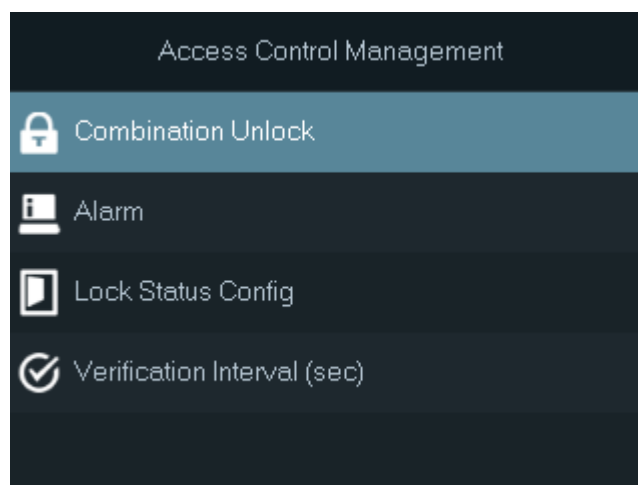 Access Control Management
Combination Unlock
Alarm
Lock Status Config
Verification Interval (sec)